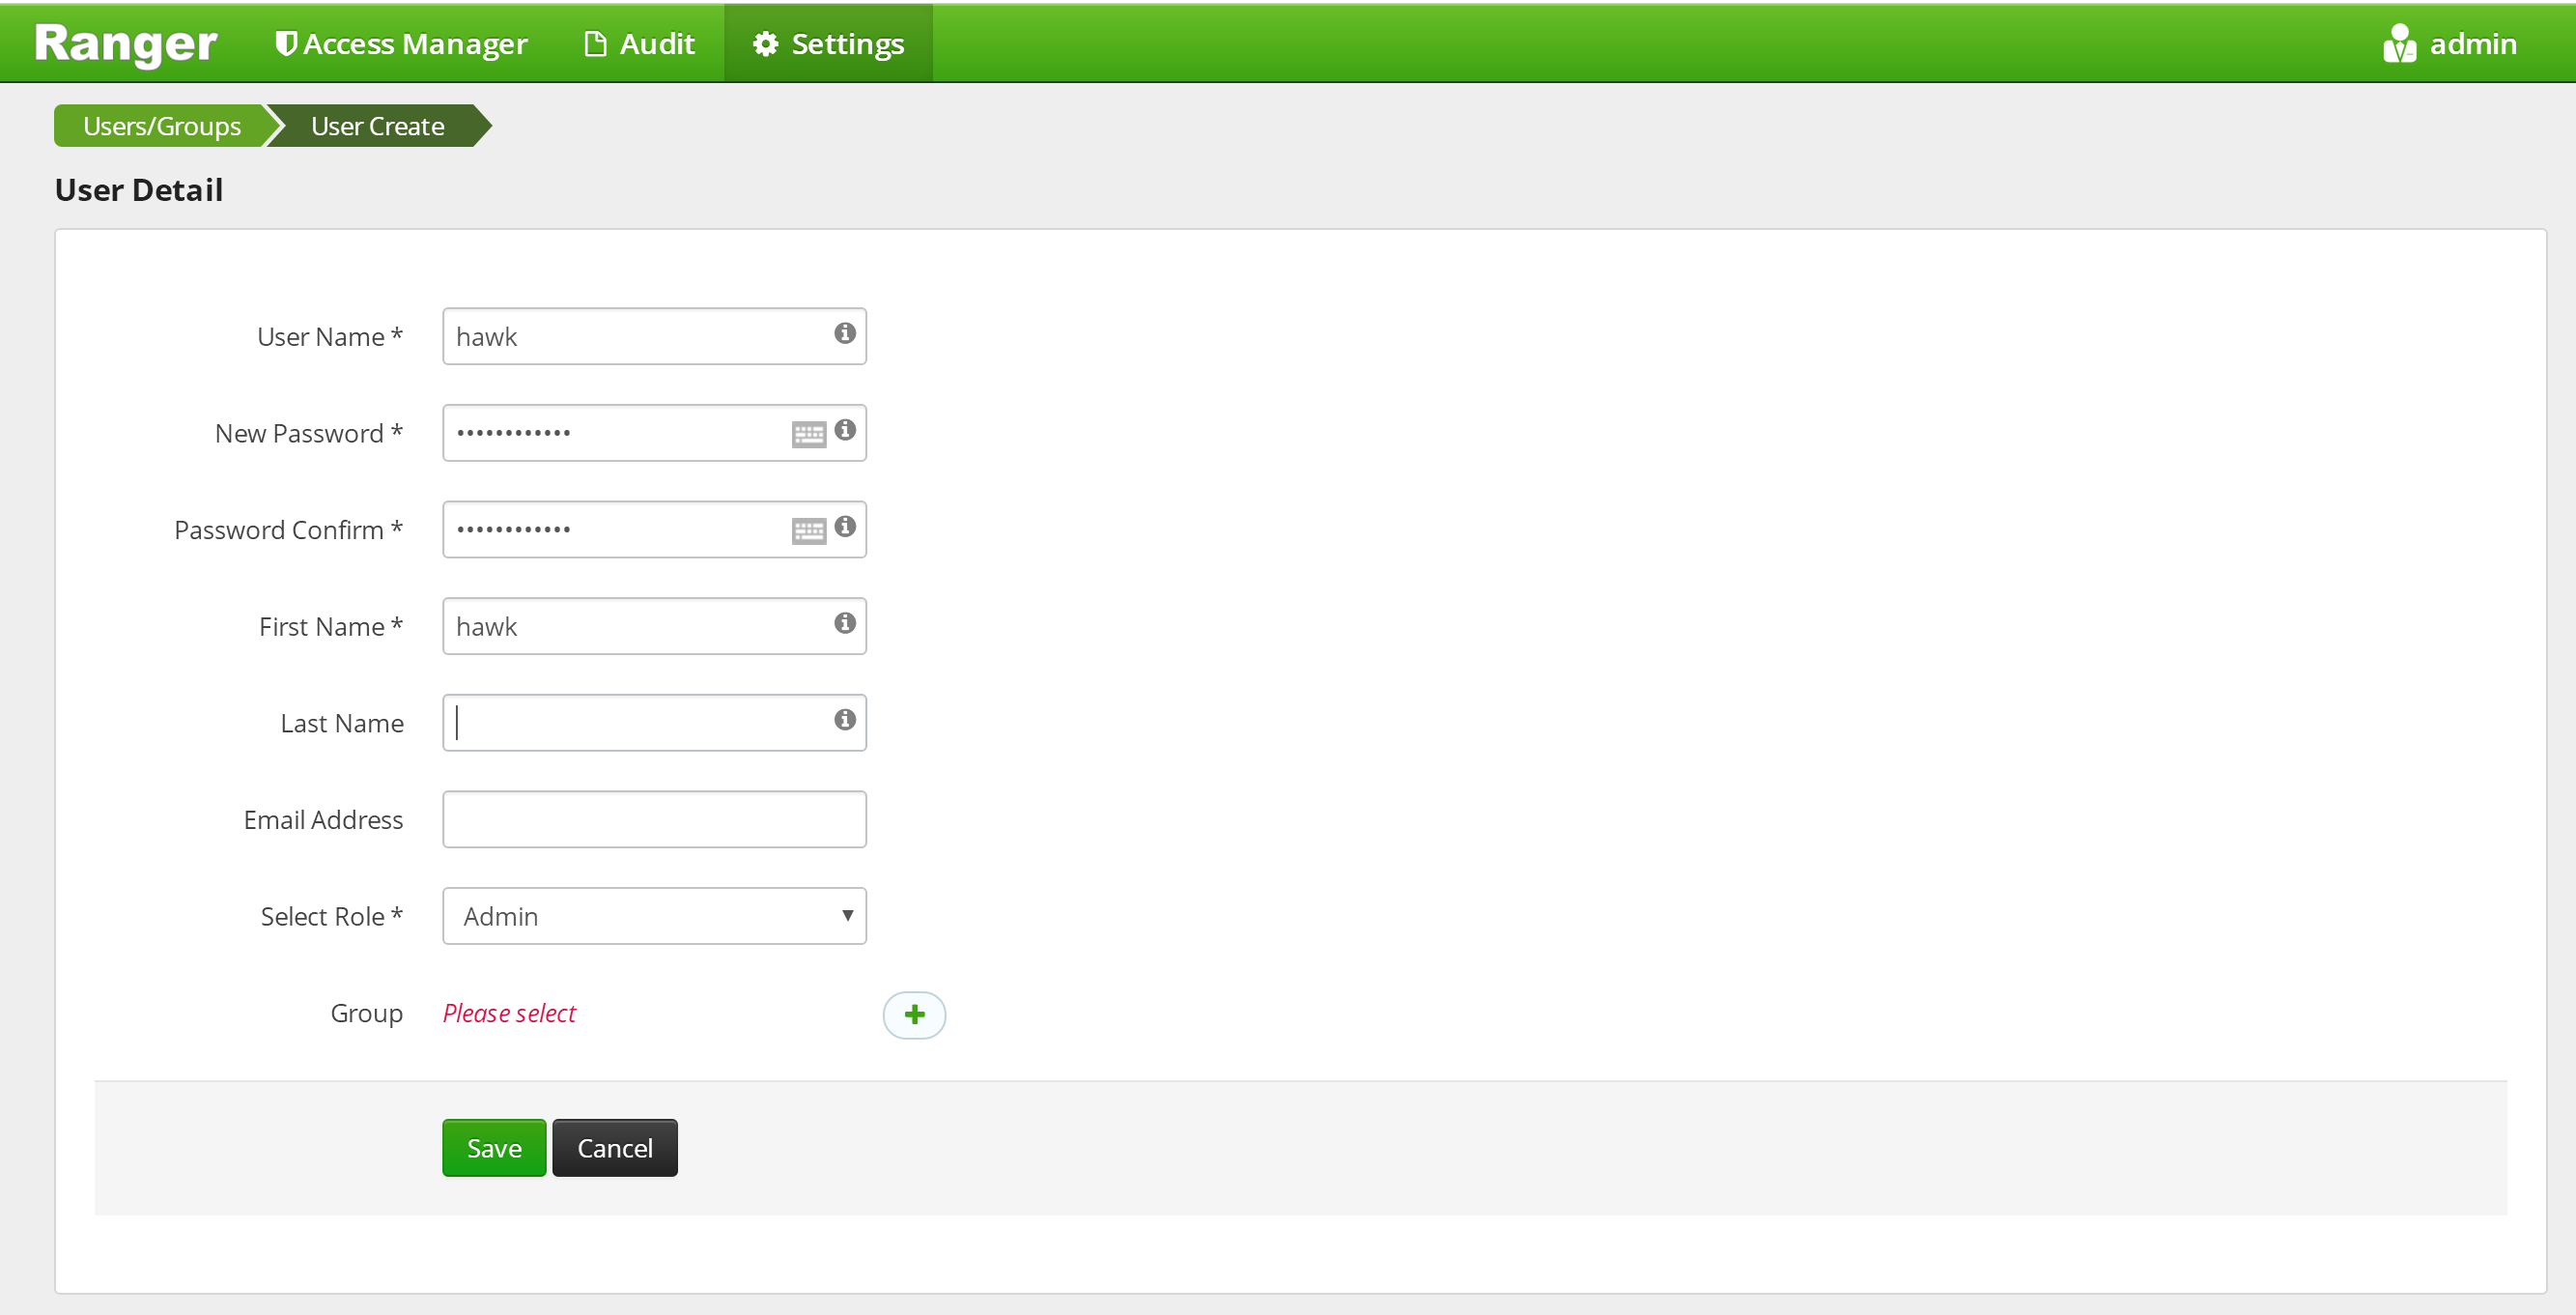 Ranger Access Manager Audit Settings admin
Users/Groups User Create
User Detail
User Name * hawk
New Password * ••••••••••••
Password Confirm * ••••••••••••
First Name * hawk
Last Name
Email Address
Select Role * Admin
Group Please select
Save Cancel